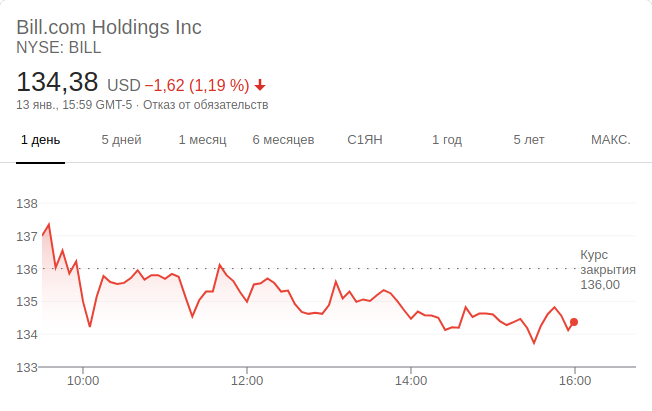 Bill.com Holdings Inc
NYSE: BILL
134,38 USD −1,62 (1,19 %)
13 янв., 15:59 GMT-5 · Отказ от обязательств
1 день 5 дней 1 месяц 6 месяцев С1ЯН 1 год 5 лет МАКС.
138
137
136
135
134
133
Курс
закрытия
136,00
10:00 12:00 14:00 16:00